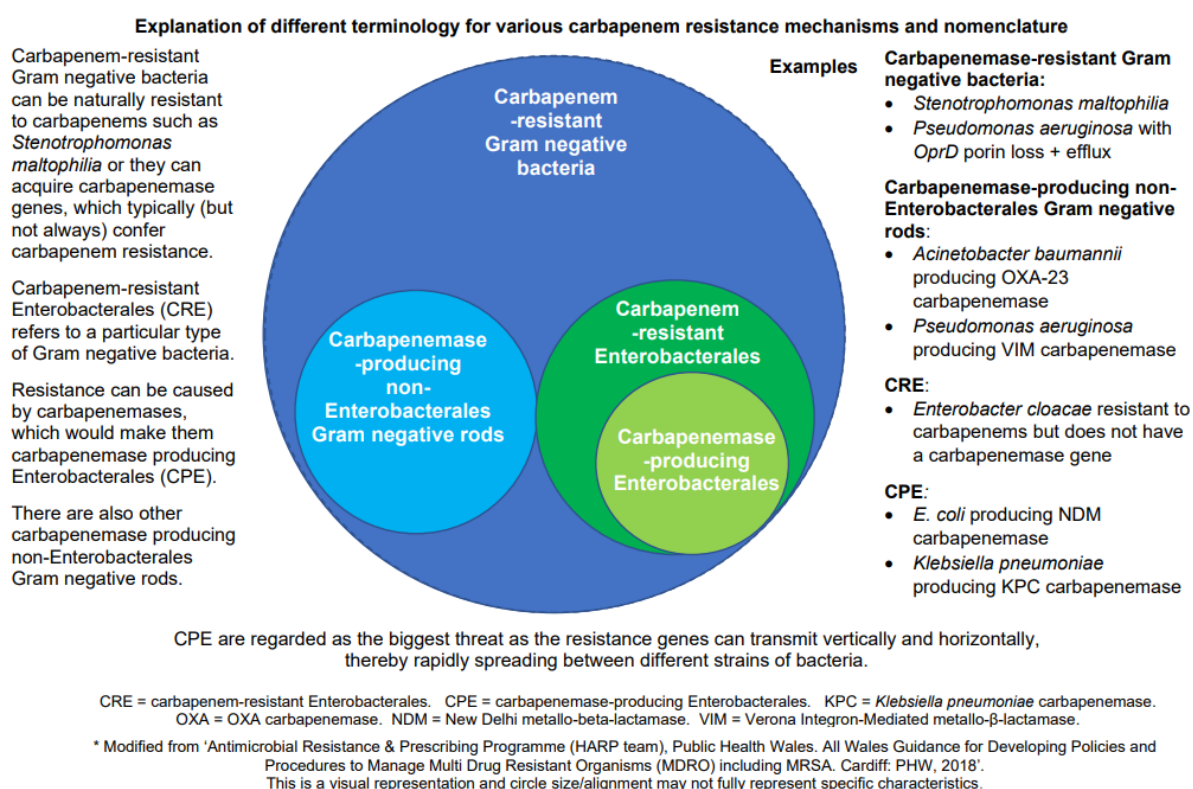 Explanation of different terminology for various carbapenem resistance mechanisms and nomenclature
Carbapenem-resistant
Gram negative bacteria
can be naturally resistant
to carbapenems such as
Stenotrophomonas
maltophilia or they can
acquire carbapenemase
genes, which typically (but
not always) confer
carbapenem resistance.
Carbapenem-resistant
Enterobacterales (CRE)
refers to a particular type
of Gram negative bacteria.
Resistance can be caused
by carbapenemases,
which would make them
carbapenemase producing
Enterobacterales (CPE).
There are also other
carbapenemase producing
non-Enterobacterales
Gram negative rods.
Carbapenem
-resistant
Gram negative
bacteria
Carbapenemase
-producing
non-
Enterobacterales
Gram negative rods
Carbapenem
-resistant
Enterobacterales
Carbapenemase
-producing
Enterobacterales
Examples
Carbapenemase-resistant Gram
negative bacteria:
• Stenotrophomonas maltophilia
• Pseudomonas aeruginosa with
OprD porin loss + efflux
Carbapenemase-producing non-
Enterobacterales Gram negative
rods:
• Acinetobacter baumannii
producing OXA-23
carbapenemase
• Pseudomonas aeruginosa
producing VIM carbapenemase
CRE:
• Enterobacter cloacae resistant to
carbapenems but does not have
a carbapenemase gene
CPE:
• E. coli producing NDM
carbapenemase
• Klebsiella pneumoniae
producing KPC carbapenemase
CPE are regarded as the biggest threat as the resistance genes can transmit vertically and horizontally,
thereby rapidly spreading between different strains of bacteria.
CRE = carbapenem-resistant Enterobacterales. CPE = carbapenemase-producing Enterobacterales. KPC = Klebsiella pneumoniae carbapenemase.
OXA = OXA carbapenemase. NDM = New Delhi metallo-beta-lactamase. VIM = Verona Integron-Mediated metallo-β-lactamase.
* Modified from 'Antimicrobial Resistance & Prescribing Programme (HARP team), Public Health Wales. All Wales Guidance for Developing Policies and
Procedures to Manage Multi Drug Resistant Organisms (MDRO) including MRSA. Cardiff: PHW, 2018'.
This is a visual representation and circle size/alignment may not fully represent specific characteristics.